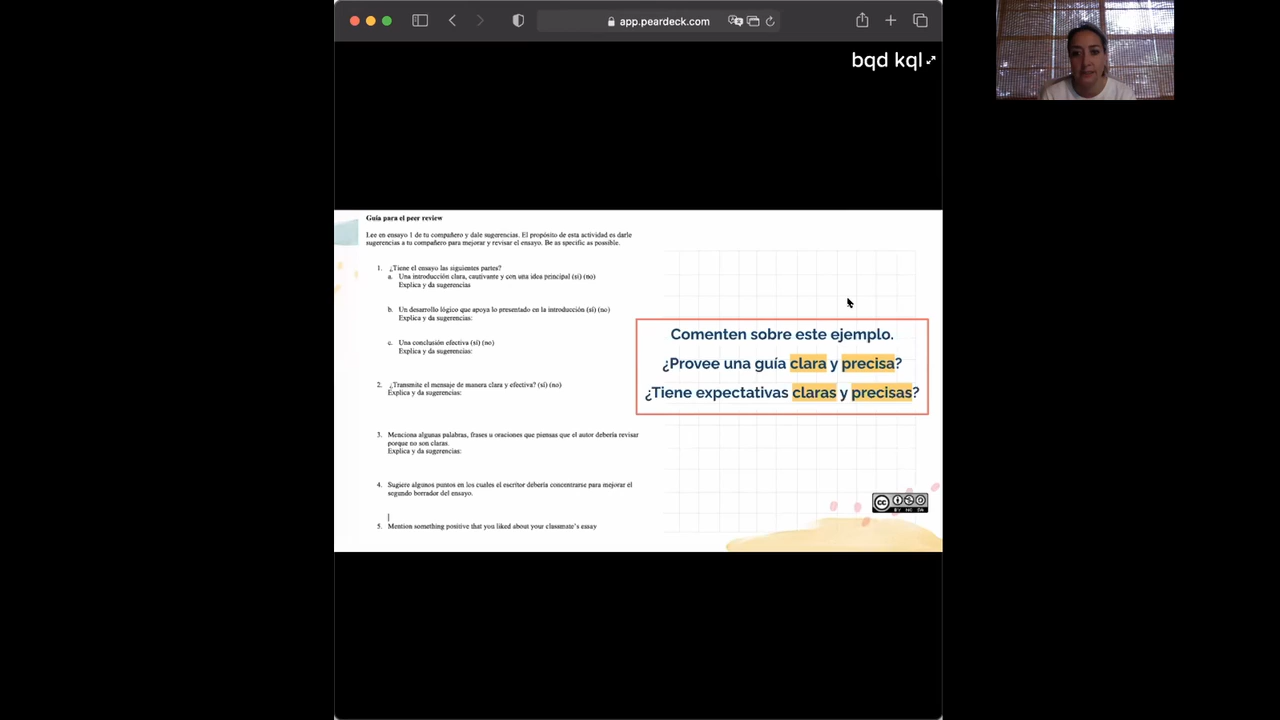 app.peardeck.com
bqd kql
Guía para el peer review
Lee en ensayo 1 de tu compañero y dale sugerencias. El propósito de esta actividad es darle
sugerencias a tu compañero para mejorar y revisar el ensayo. Be as specific as possible.
1. ¿Tiene el ensayo las siguientes partes?
a. Una introducción clara, cautivante y con una idea principal (sí) (no)
Explica y da sugerencias
b. Un desarrollo lógico que apoya lo presentado en la introducción (sí) (no)
Explica y da sugerencias:
c. Una conclusión efectiva (sí) (no)
Explica y da sugerencias:
2. ¿Transmite el mensaje de manera clara y efectiva? (sí) (no)
Explica y da sugerencias:
3. Menciona algunas palabras, frases u oraciones que piensas que el autor debería revisar
porque no son claras.
Explica y da sugerencias:
4. Sugiere algunos puntos en los cuales el escritor debería concentrarse para mejorar el
segundo borrador del ensayo.
5. Mention something positive that you liked about your classmate's essay
Comenten sobre este ejemplo.
¿Provee una guía clara y precisa?
¿Tiene expectativas claras y precisas?
CC
BY NC SA